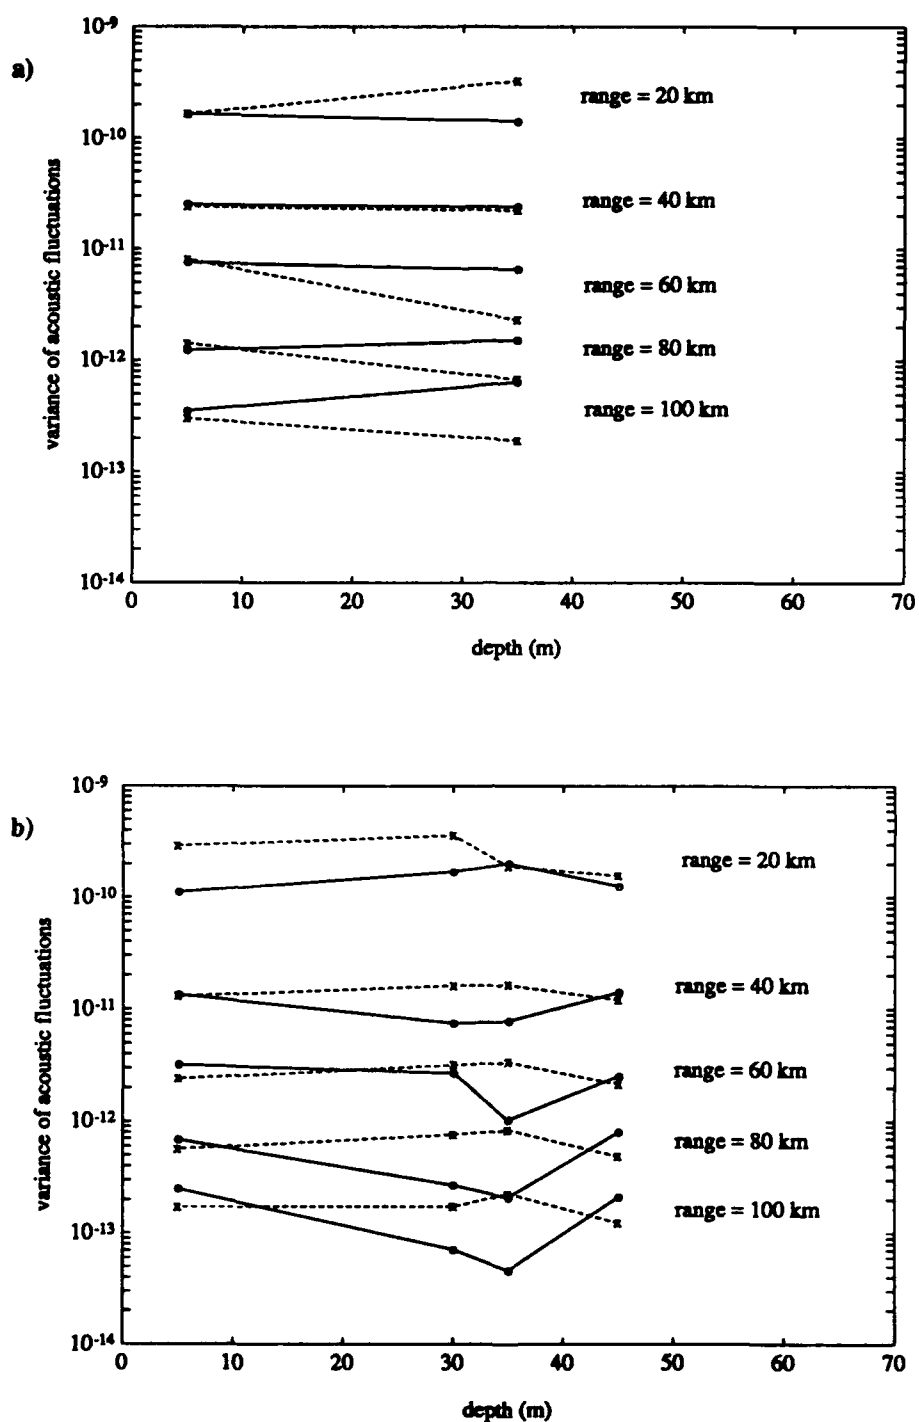 a)
variance of acoustic fluctuations
10-9
10-10
10-11
10-12
10-13
10-14
range = 20 km
range = 40 km
range = 60 km
range = 80 km
range = 100 km
0 10 20 30 40 50 60 70
depth (m)
b)
variance of acoustic fluctuations
10-9
10-10
10-11
10-12
10-13
10-14
range = 20 km
range = 40 km
range = 60 km
range = 80 km
range = 100 km
0 10 20 30 40 50 60 70
depth (m)